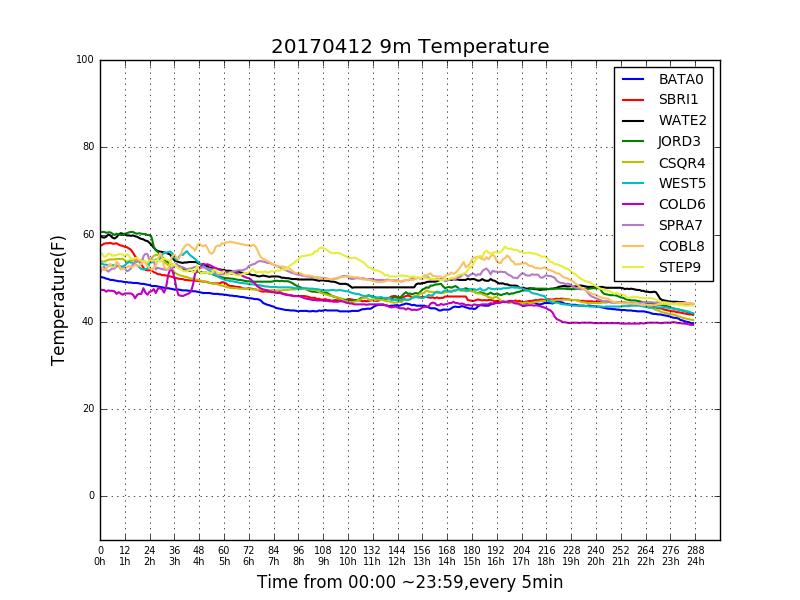 20170412 9m Temperature
100
80
60
40
20
0
Temperature(F)
BATA0
SBRI1
WATE2
JORD3
CSQR4
WEST5
COLD6
SPRA7
COBL8
STEP9
0 12 24 36 48 60 72 84 96 108 120 132 144 156 168 180 192 204 216 228 240 252 264 276 288
0h 1h 2h 3h 4h 5h 6h 7h 8h 9h 10h 11h 12h 13h 14h 15h 16h 17h 18h 19h 20h 21h 22h 23h 24h
Time from 00:00 ~23:59,every 5min